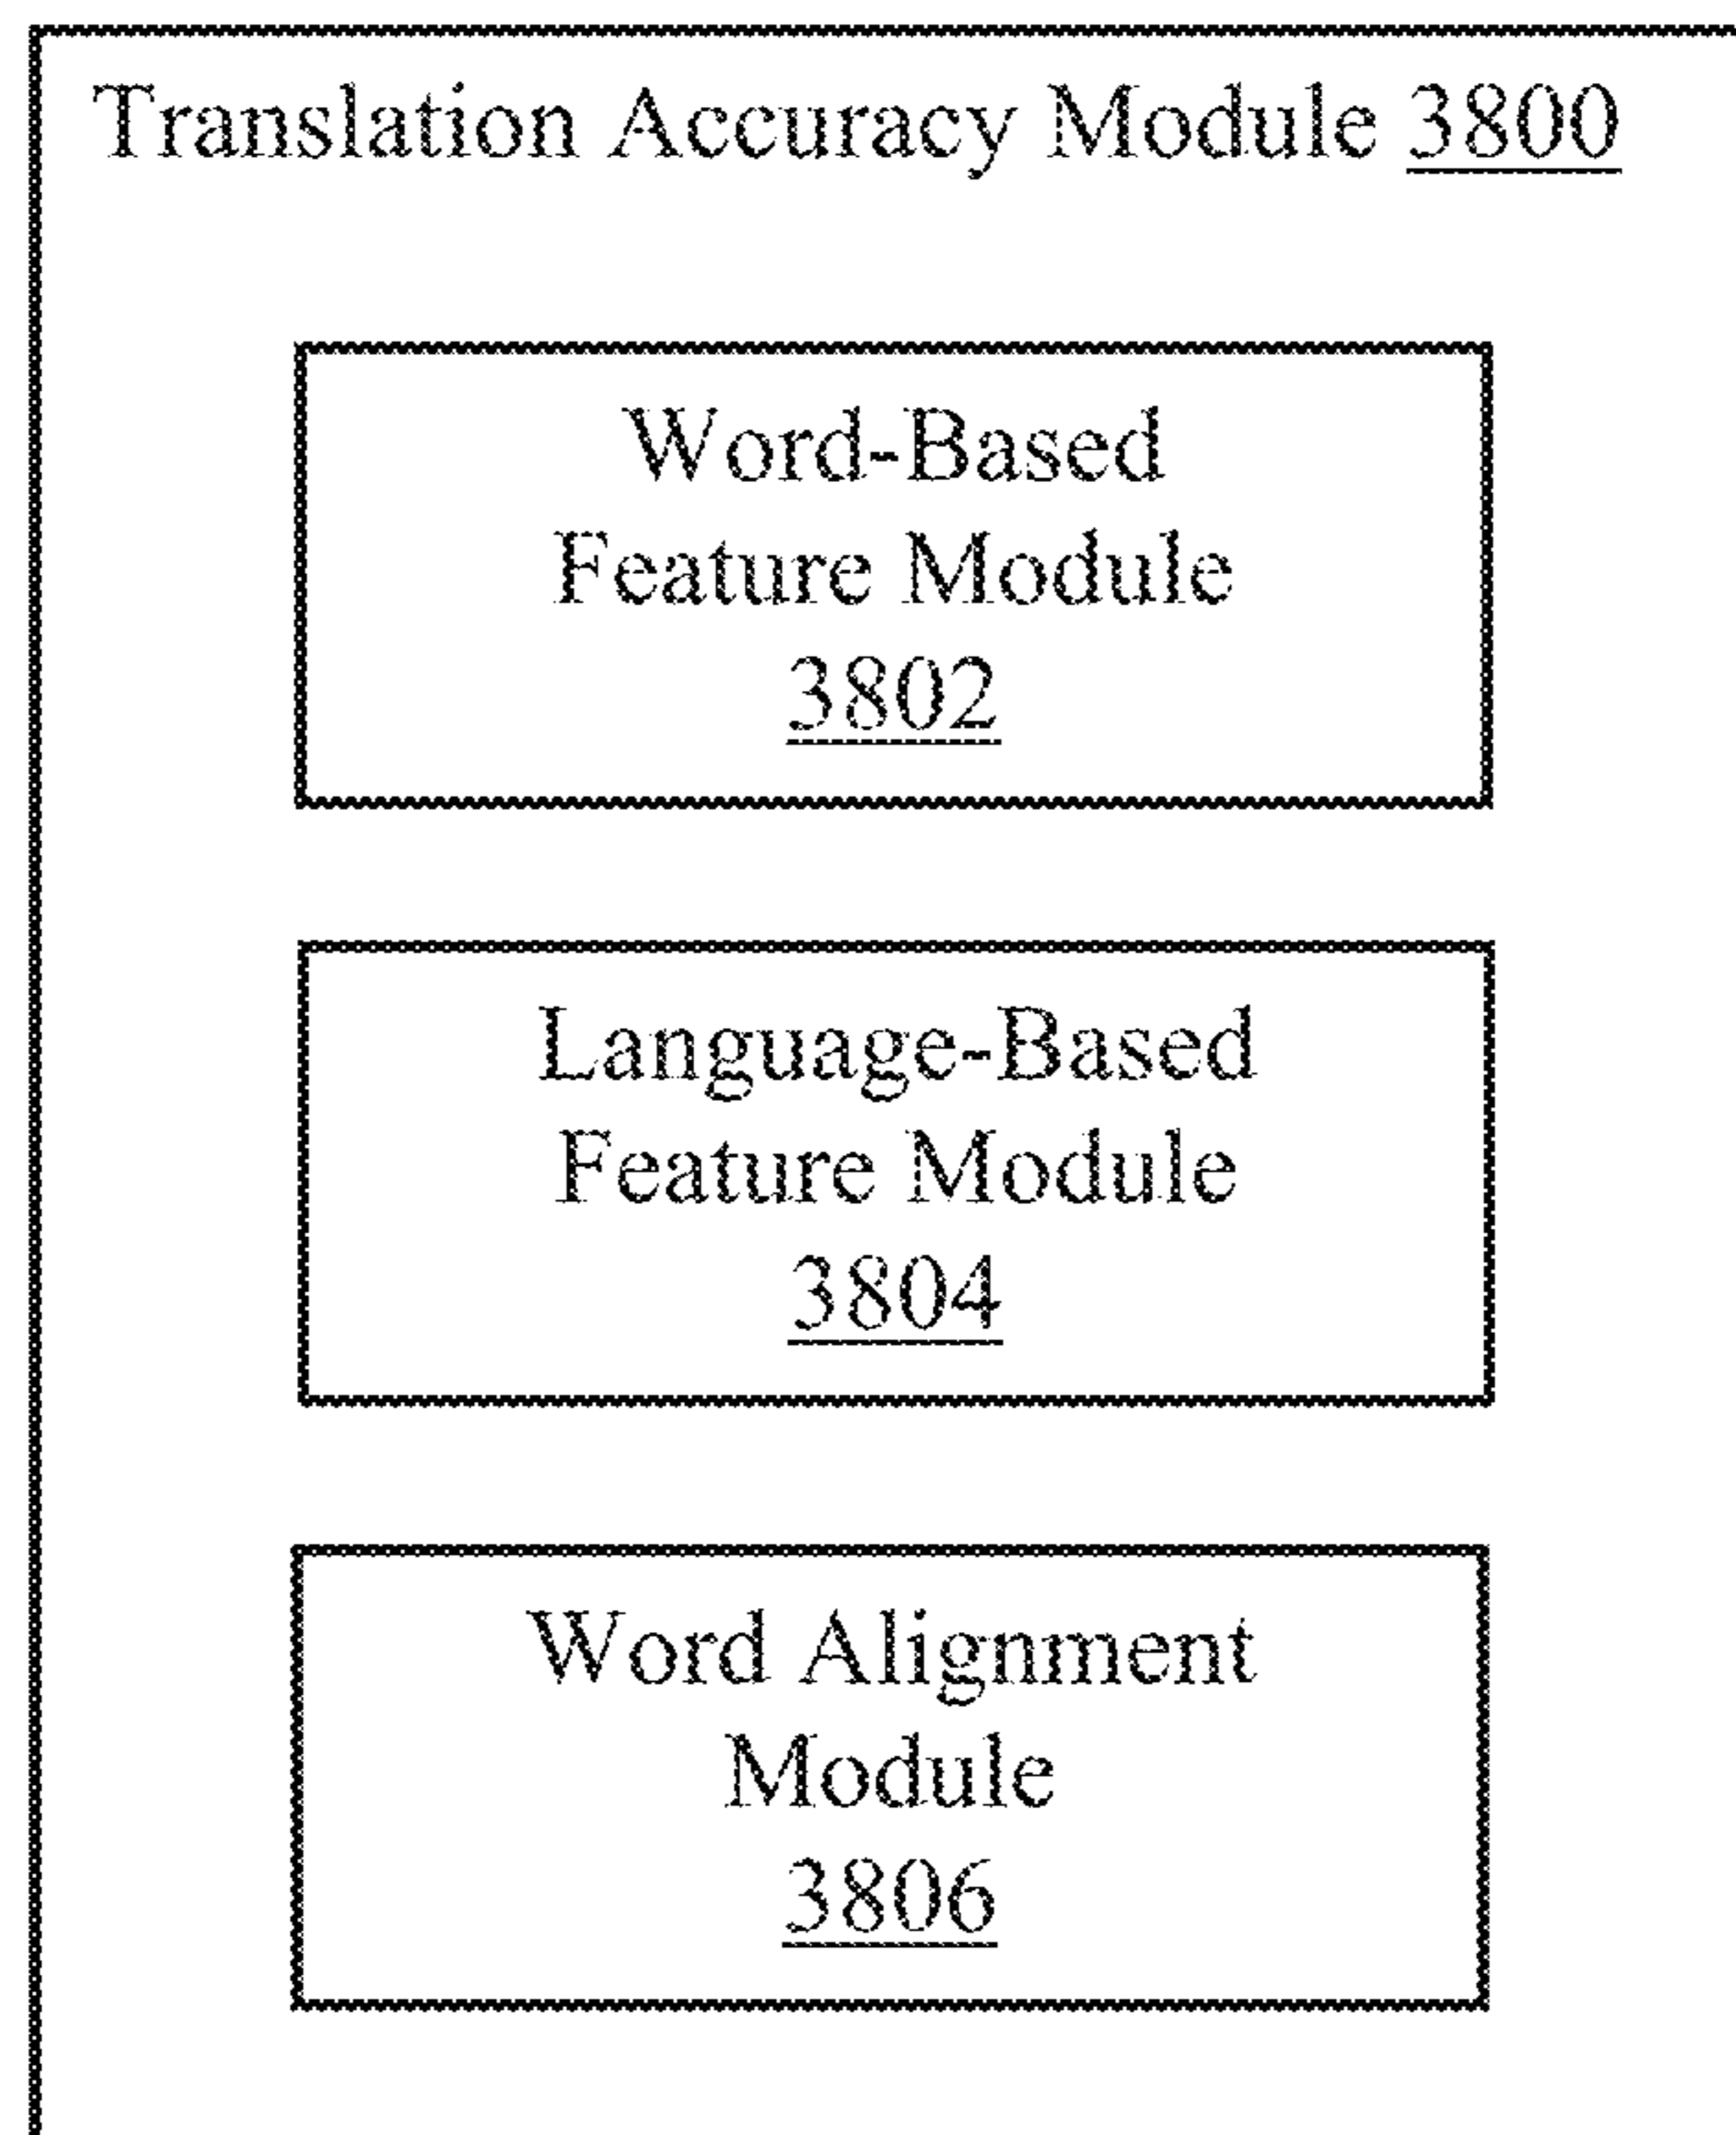 Translation Accuracy Module 3800
Word-Based
Feature Module
3802
Language-Based
Feature Module
3804
Word Alignment
Module
3806